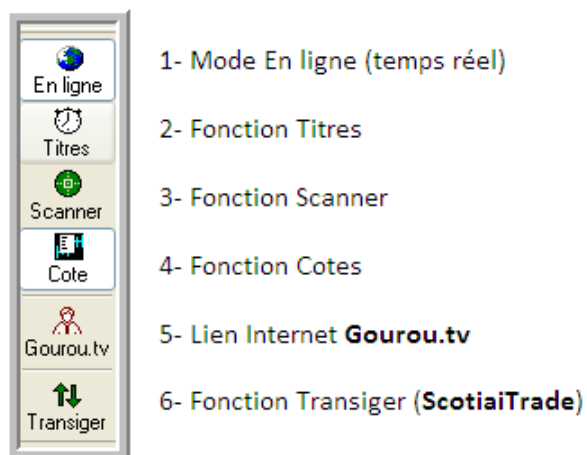 En ligne
1- Mode En ligne (temps réel)
Titres
2- Fonction Titres
Scanner
3- Fonction Scanner
Cote
4- Fonction Cotes
Gourou.tv
5- Lien Internet Gourou.tv
Transiger
6- Fonction Transiger (ScotiaiTrade)